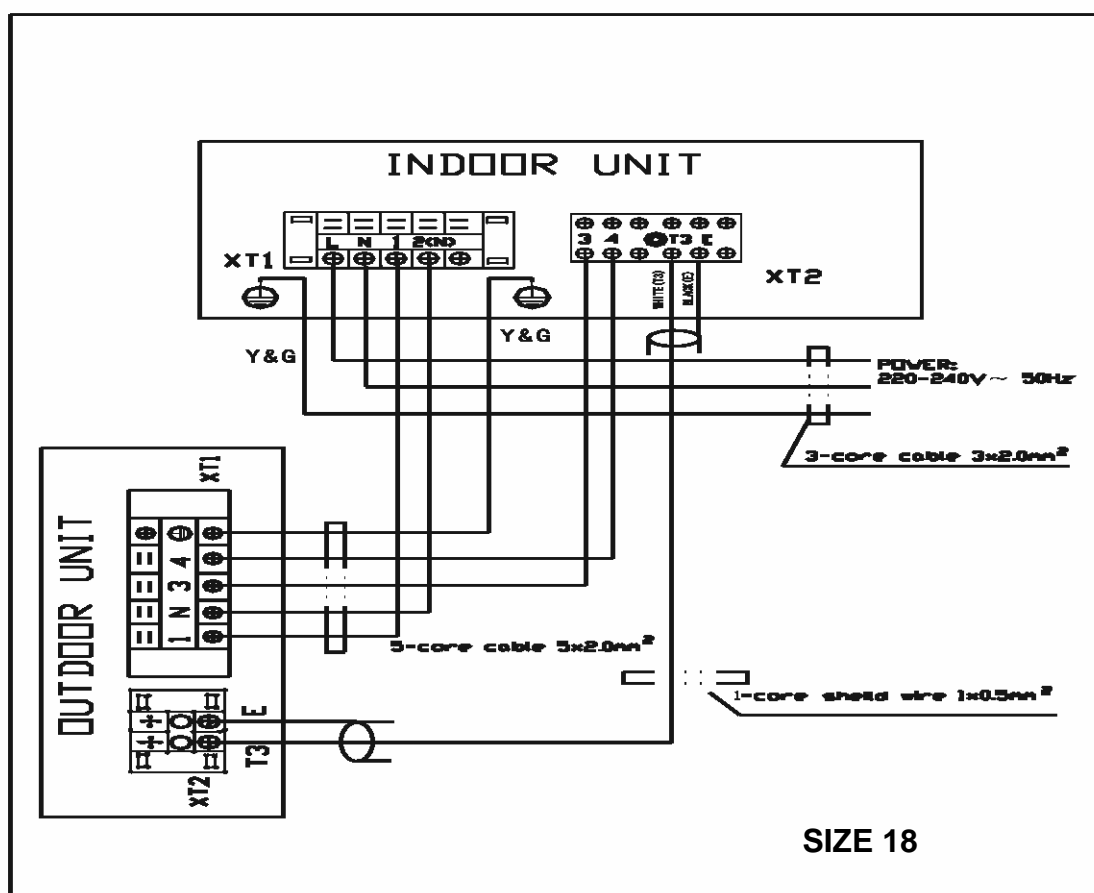 INDOOR UNIT
L N 1 2(N)
3 4 T3 E
XT1
XT2
WHITE(T3)
BLACK(E)
Y&G
Y&G
POWER:
220-240V～ 50Hz
3-core cable 3x2.0mm²
OUTDOOR UNIT
XT1
4
3
N
1
5-core cable 5x2.0mm²
1-core sheild wire 1x0.5mm²
E
T3
XT2
SIZE 18